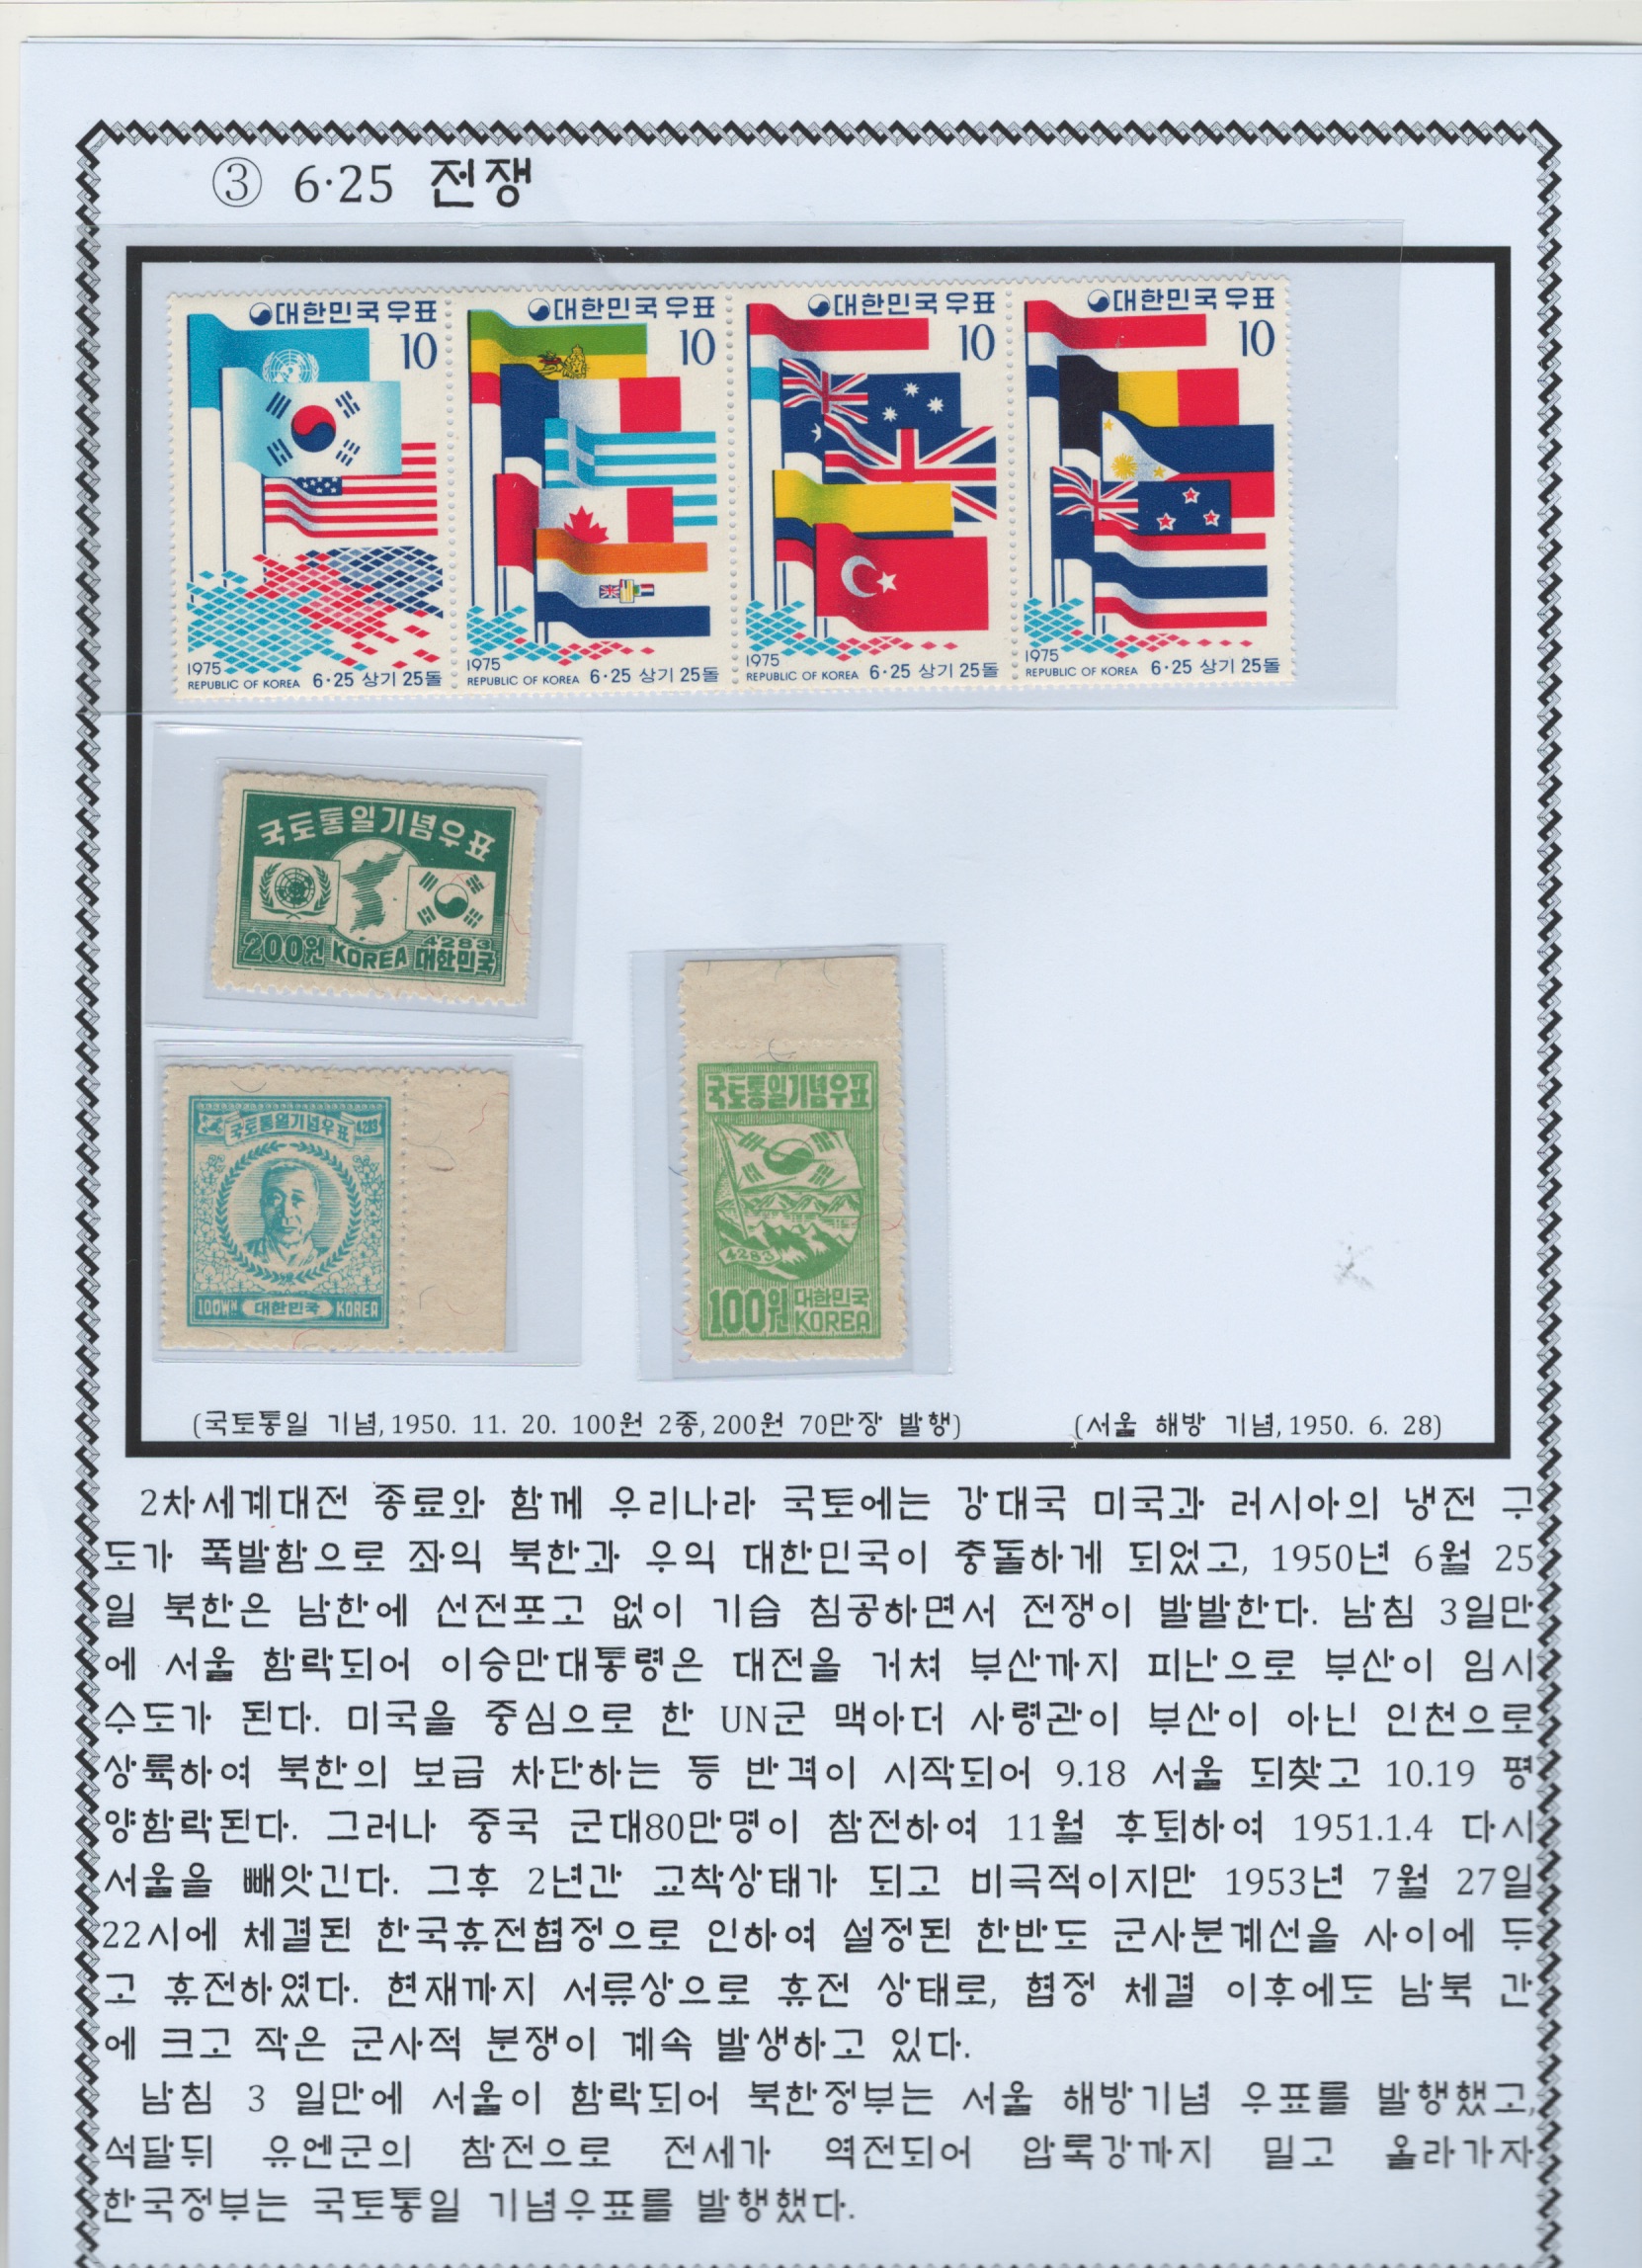 ③ 6·25 전쟁
대한민국우표 대한민국우표 대한민국우표 대한민국우표
10 10 10 10
1975 1975 1975 1975
REPUBLIC OF KOREA 6·25 상기 25돌 REPUBLIC OF KOREA 6·25 상기 25돌 REPUBLIC OF KOREA 6·25 상기 25돌 REPUBLIC OF KOREA 6·25 상기 25돌
국토통일기념우표
4283
200원 KOREA 대한민국
국토통일기념우표 4283
100WN 대한민국 KOREA
국토통일기념우표
4283
100원 대한민국
KOREA
(국토통일 기념,1950. 11. 20. 100원 2종,200원 70만장 발행) (서울 해방 기념,1950. 6. 28)
2차세계대전 종료와 함께 우리나라 국토에는 강대국 미국과 러시아의 냉전 구
도가 폭발함으로 좌익 북한과 우익 대한민국이 충돌하게 되었고, 1950년 6월 25
일 북한은 남한에 선전포고 없이 기습 침공하면서 전쟁이 발발한다. 남침 3일만
에 서울 함락되어 이승만대통령은 대전을 거쳐 부산까지 피난으로 부산이 임시
수도가 된다. 미국을 중심으로 한 UN군 맥아더 사령관이 부산이 아닌 인천으로
상륙하여 북한의 보급 차단하는 등 반격이 시작되어 9.18 서울 되찾고 10.19 평
양함락된다. 그러나 중국 군대80만명이 참전하여 11월 후퇴하여 1951.1.4 다시
서울을 빼앗긴다. 그후 2년간 교착상태가 되고 비극적이지만 1953년 7월 27일
22시에 체결된 한국휴전협정으로 인하여 설정된 한반도 군사분계선을 사이에 두
고 휴전하였다. 현재까지 서류상으로 휴전 상태로, 협정 체결 이후에도 남북 간
에 크고 작은 군사적 분쟁이 계속 발생하고 있다.
남침 3 일만에 서울이 함락되어 북한정부는 서울 해방기념 우표를 발행했고,
석달뒤 유엔군의 참전으로 전세가 역전되어 압록강까지 밀고 올라가자
한국정부는 국토통일 기념우표를 발행했다.